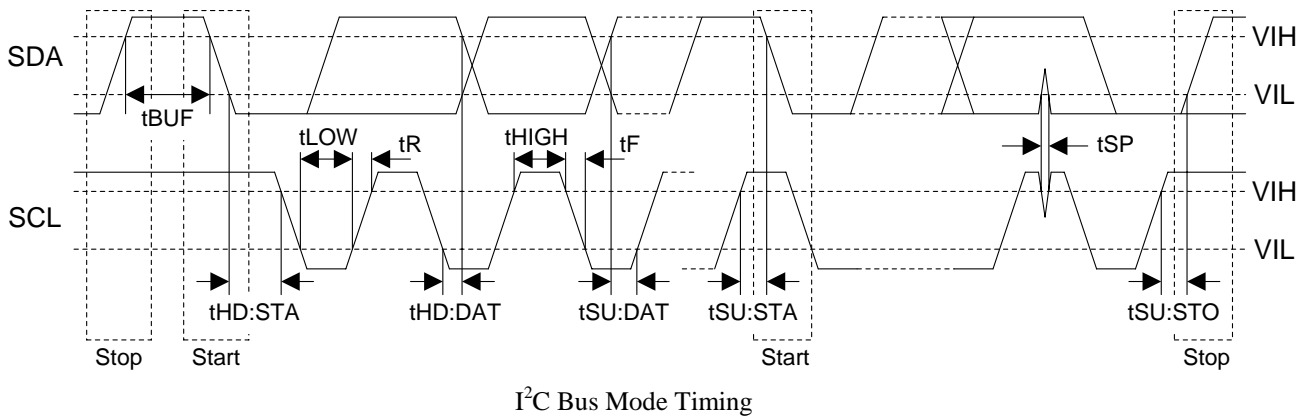 SDA
VIH
VIL
tBUF
tLOW
tR
tHIGH
tF
tSP
SCL
VIH
VIL
tHD:STA
tHD:DAT
tSU:DAT
tSU:STA
tSU:STO
Stop
Start
Start
Stop
I²C Bus Mode Timing